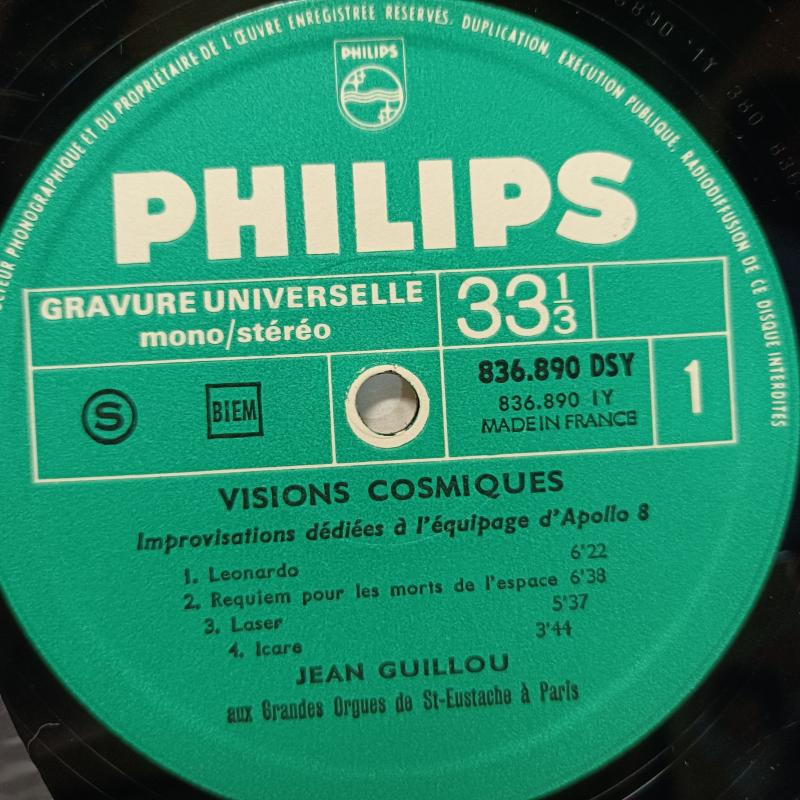 CTEUR PHONOGRAPHIQUE ET DU PROPRIÉTAIRE DE L'ŒUVRE ENREGISTRÉE RÉSERVÉS. DUPLICATION, EXÉCUTION PUBLIQUE, RADIODIFFUSION DE CE DISQUE INTERDITES
PHILIPS
PHILIPS
GRAVURE UNIVERSELLE
mono/stéréo
33 1/3
S
BIEM
836.890 DSY
836.890 1Y
MADE IN FRANCE
1
VISIONS COSMIQUES
Improvisations dédiées à l'équipage d'Apollo 8
1. Leonardo 6'22
2. Requiem pour les morts de l'espace 6'38
3. Laser 5'37
4. Icare 3'44
JEAN GUILLOU
aux Grandes Orgues de St-Eustache à Paris